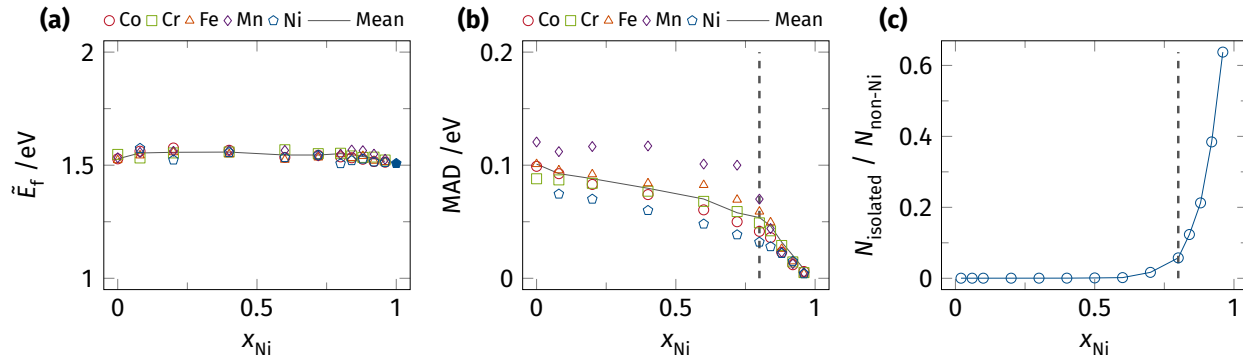 (a)
Co Cr Fe Mn Ni Mean
2
1.5
1
Ẽf /eV
0 0.5 1
xNi
(b)
Co Cr Fe Mn Ni Mean
0.2
0.1
0
MAD /eV
0 0.5 1
xNi
(c)
0.6
0.4
0.2
0
Nisolated / Nnon-Ni
0 0.5 1
xNi